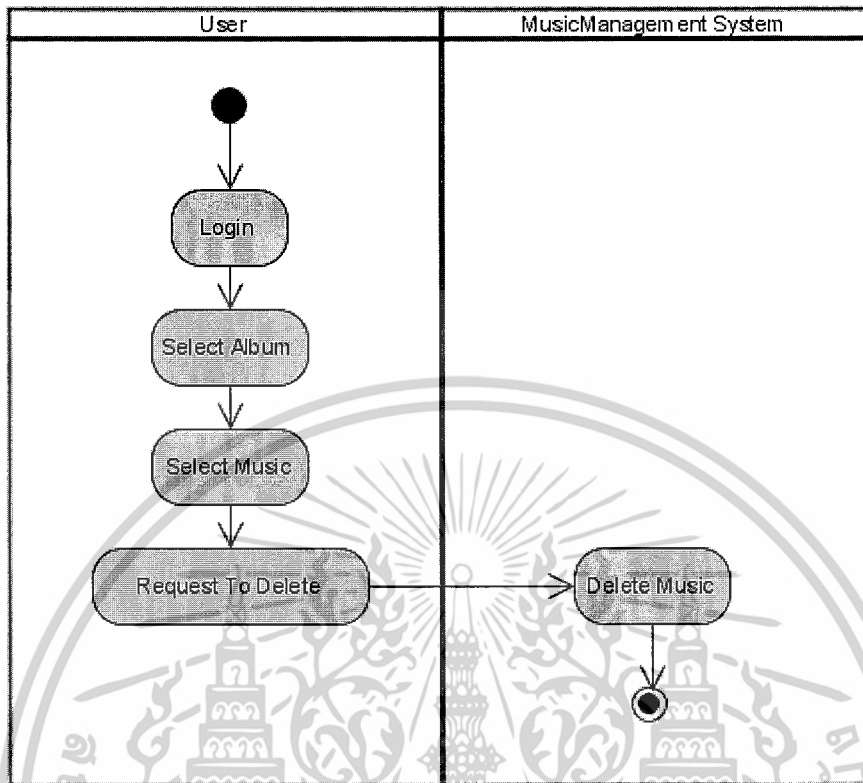 User
MusicManagement System
Login
Select Album
Select Music
Request To Delete
Delete Music